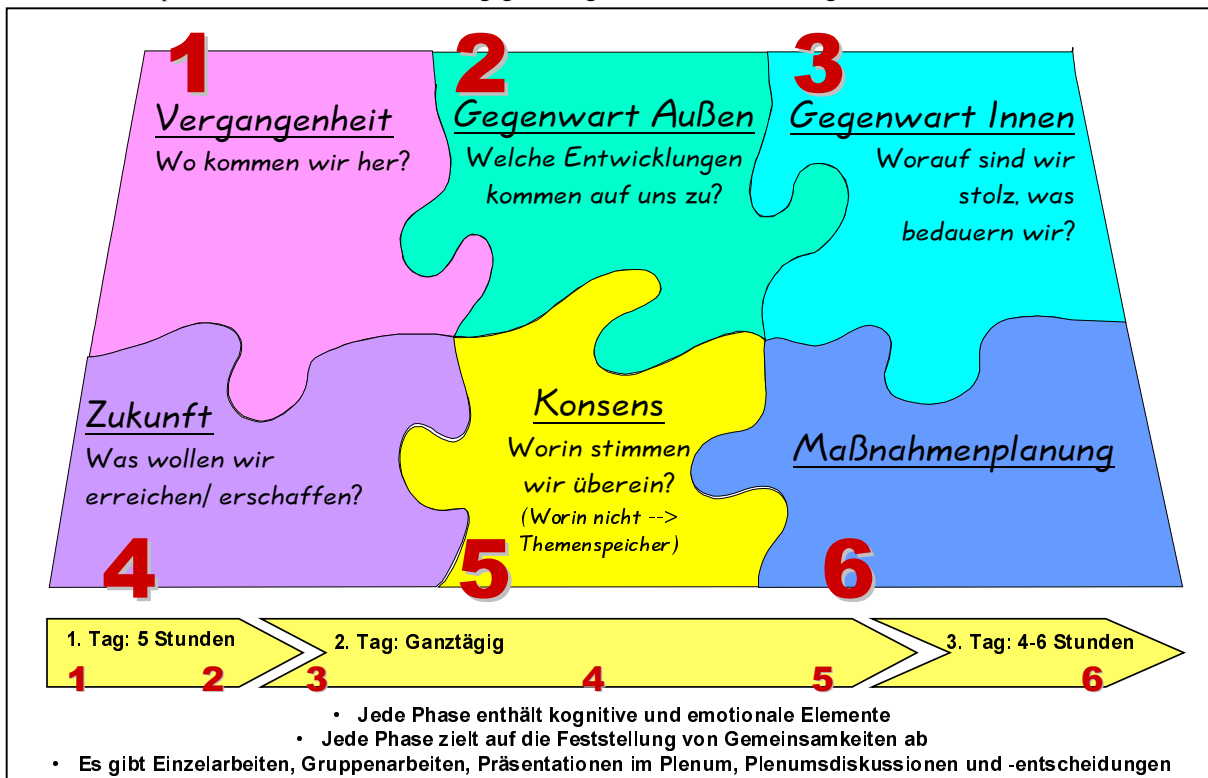 1
Vergangenheit
Wo kommen wir her?
2
Gegenwart Außen
Welche Entwicklungen
kommen auf uns zu?
3
Gegenwart Innen
Worauf sind wir
stolz, was
bedauern wir?
Zukunft
Was wollen wir
erreichen/ erschaffen?
4
Konsens
Worin stimmen
wir überein?
(Worin nicht -->
Themenspeicher)
5
Maßnahmenplanung
6
1. Tag: 5 Stunden
1 2
2. Tag: Ganztägig
3 4 5
3. Tag: 4-6 Stunden
6
• Jede Phase enthält kognitive und emotionale Elemente
• Jede Phase zielt auf die Feststellung von Gemeinsamkeiten ab
• Es gibt Einzelarbeiten, Gruppenarbeiten, Präsentationen im Plenum, Plenumsdiskussionen und -entscheidungen